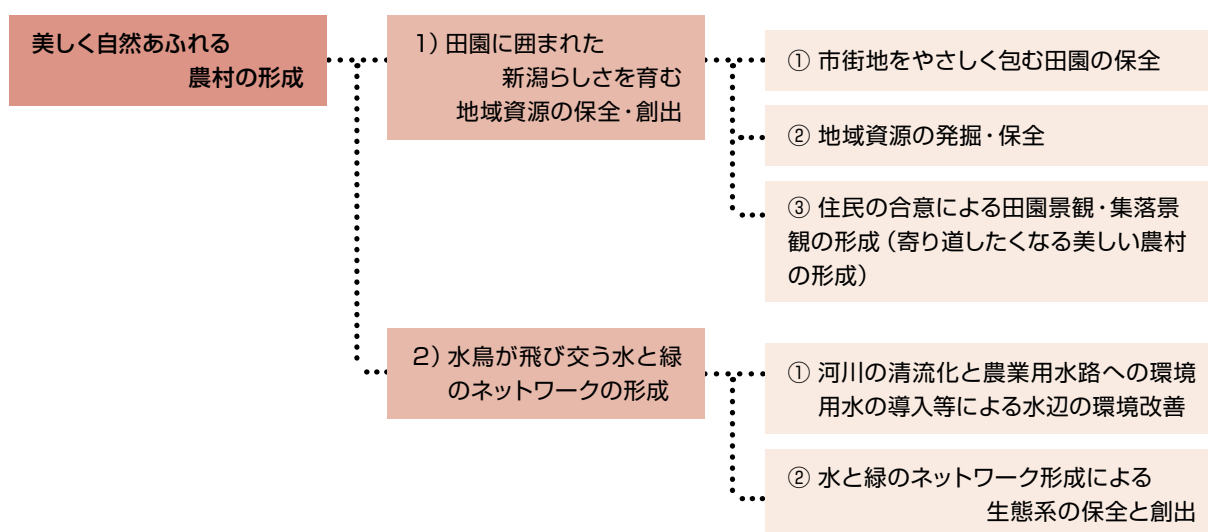 美しく自然あふれる
農村の形成
1）田園に囲まれた
新潟らしさを育む
地域資源の保全・創出
① 市街地をやさしく包む田園の保全
② 地域資源の発掘・保全
③ 住民の合意による田園景観・集落景
観の形成（寄り道したくなる美しい農村
の形成）
2）水鳥が飛び交う水と緑
のネットワークの形成
① 河川の清流化と農業用水路への環境
用水の導入等による水辺の環境改善
② 水と緑のネットワーク形成による
生態系の保全と創出